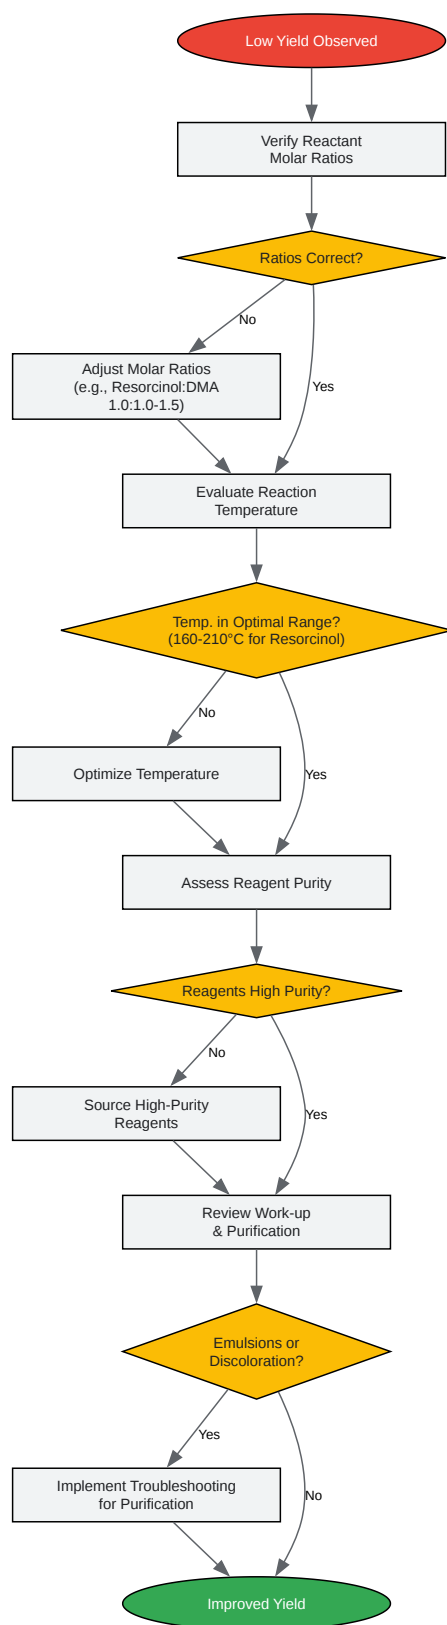 Low Yield Observed
Verify Reactant
Molar Ratios
Ratios Correct?
No
Adjust Molar Ratios
(e.g., Resorcinol:DMA
1.0:1.0-1.5)
Yes
Evaluate Reaction
Temperature
Temp. in Optimal Range?
(160-210°C for Resorcinol)
No
Optimize Temperature
Yes
Assess Reagent Purity
Reagents High Purity?
No
Source High-Purity
Reagents
Yes
Review Work-up
& Purification
Emulsions or
Discoloration?
Yes
Implement Troubleshooting
for Purification
No
Improved Yield